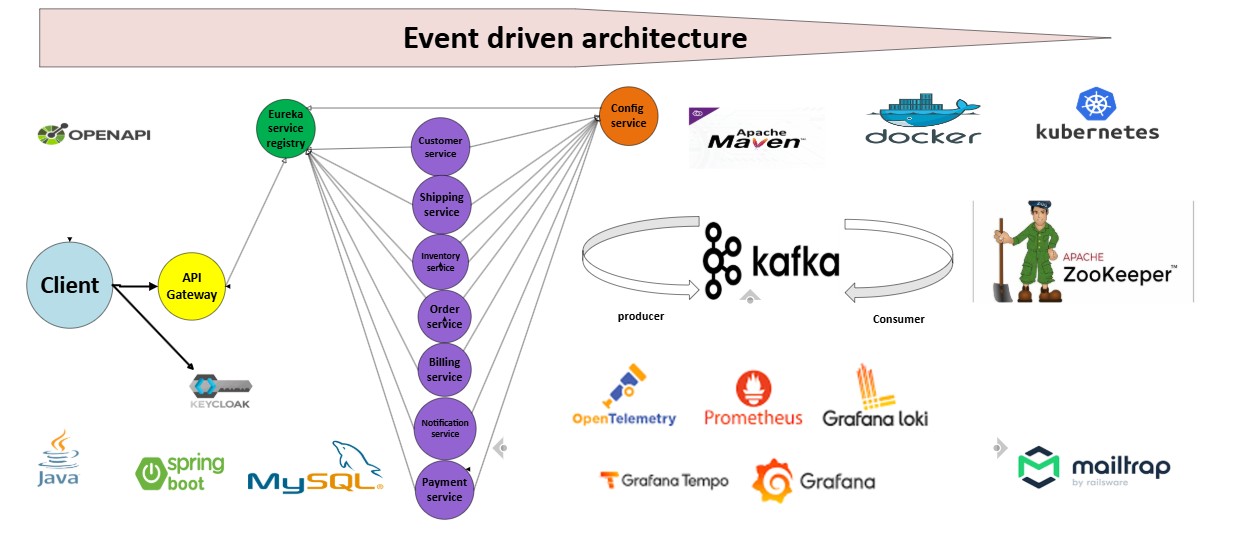 Event driven architecture
OPENAPI
Eureka
service
registry
Customer
service
Config
service
Apache
Maven™
docker
kubernetes
Shipping
service
Inventory
service
Client
API
Gateway
Order
service
kafka
producer
Consumer
APACHE
ZooKeeper™
Billing
service
KEYCLOAK
Notification
service
Payment
service
OpenTelemetry
Prometheus
Grafana loki
Java
spring
boot
MySQL®
Grafana Tempo
Grafana
mailtrap
by railsware